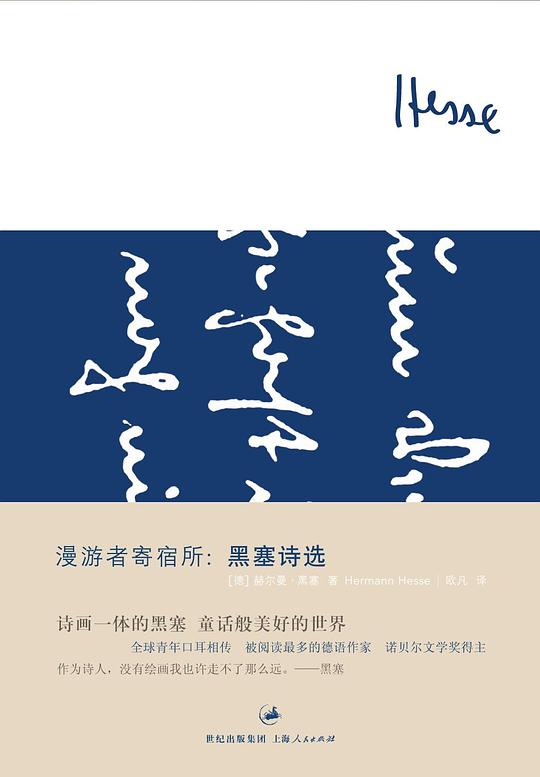 Hesse
漫游者寄宿所：黑塞诗选
[德] 赫尔曼·黑塞 著 Hermann Hesse | 欧凡 译
诗画一体的黑塞 童话般美好的世界
全球青年口耳相传 被阅读最多的德语作家 诺贝尔文学奖得主
作为诗人，没有绘画我也许走不了那么远。——黑塞
世纪出版集团 上海人民出版社